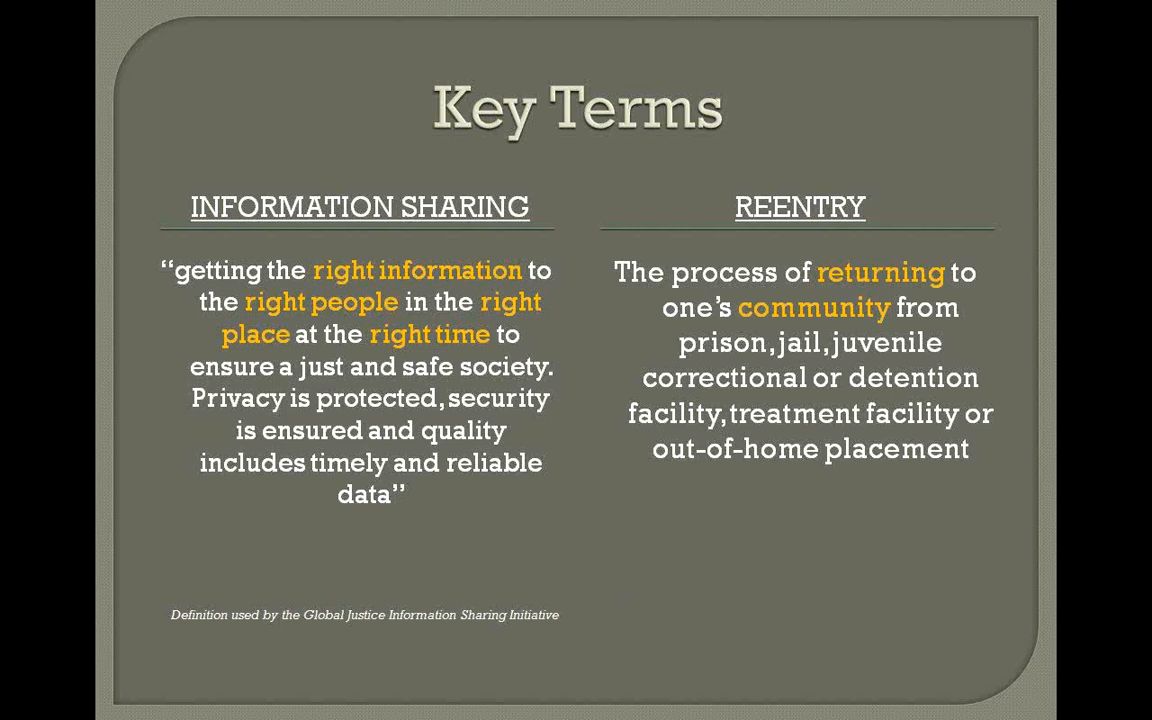 Key Terms
INFORMATION SHARING
“getting the right information to
the right people in the right
place at the right time to
ensure a just and safe society.
Privacy is protected, security
is ensured and quality
includes timely and reliable
data”
Definition used by the Global Justice Information Sharing Initiative
REENTRY
The process of returning to
one’s community from
prison, jail, juvenile
correctional or detention
facility, treatment facility or
out-of-home placement